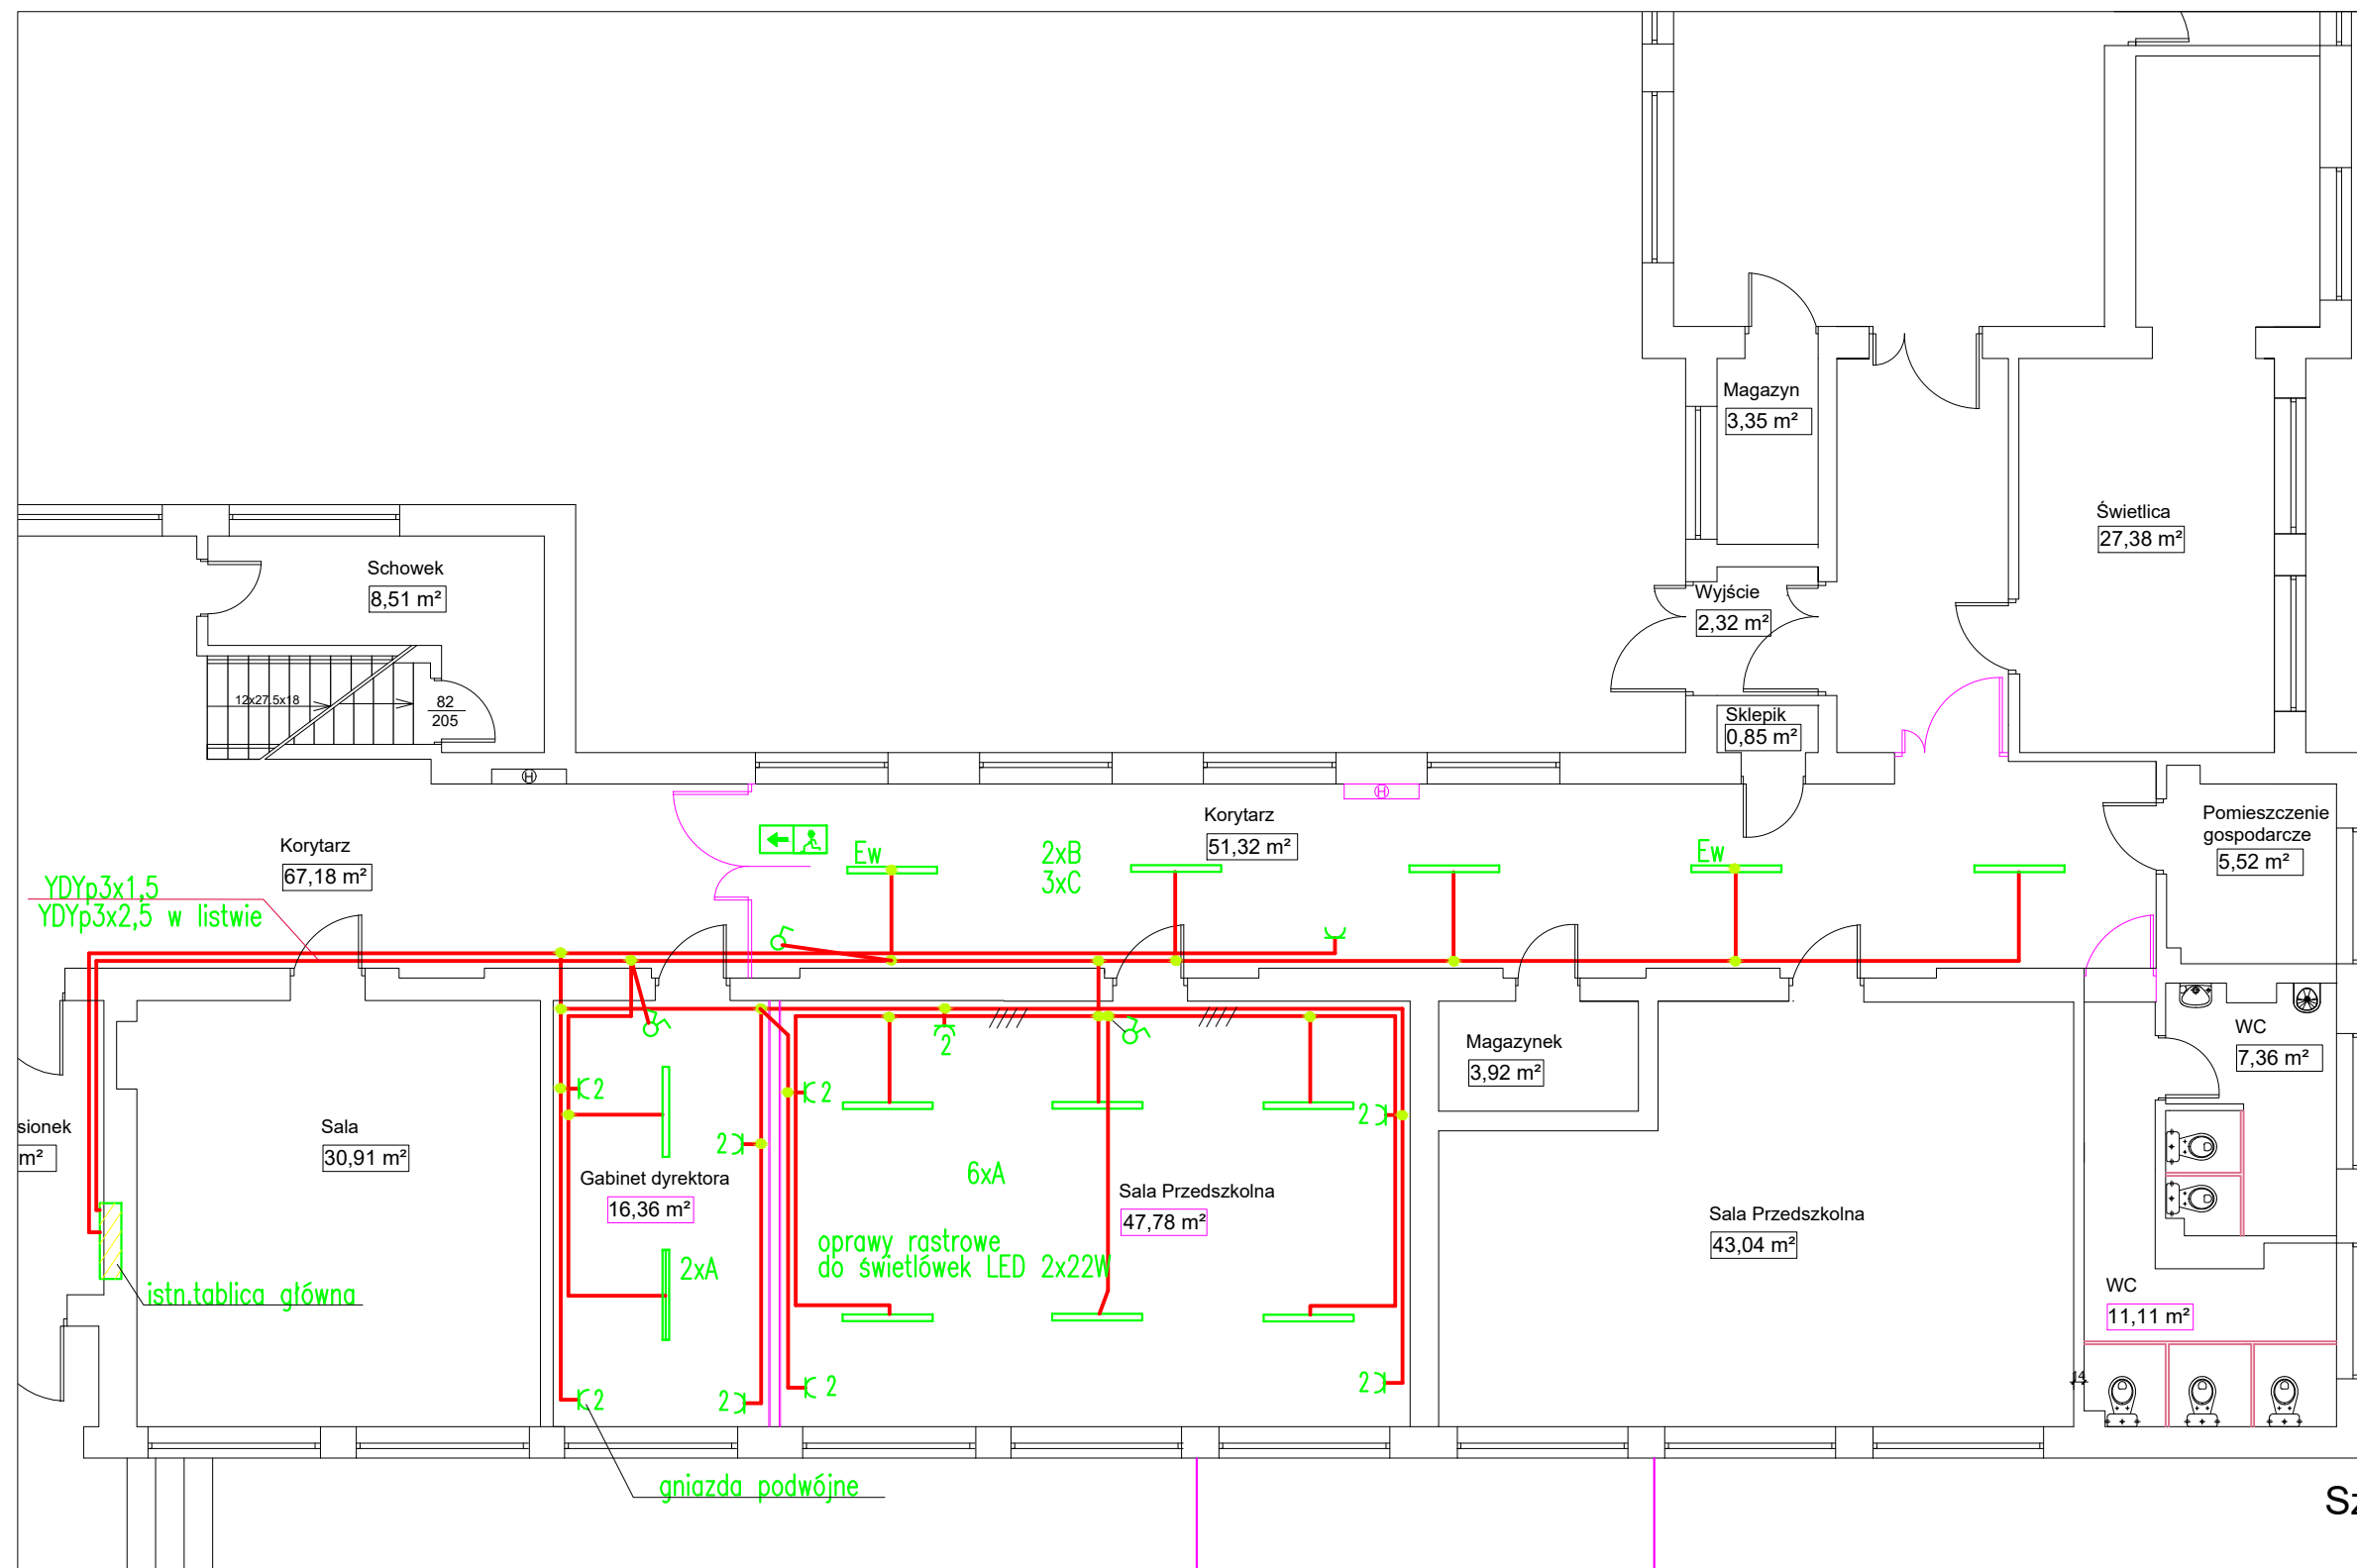 Magazyn
3,35 m²
Świetlica
27,38 m²
Schowek
8,51 m²
Wyjście
2,32 m²
12x27.5x18
82
205
Sklepik
0,85 m²
H
H
Korytarz
67,18 m²
Korytarz
51,32 m²
Pomieszczenie
gospodarcze
5,52 m²
Ew
2xB
3xC
Ew
YDYp3x1,5
YDYp3x2,5 w listwie
WC
7,36 m²
Magazynek
3,92 m²
2
2
2
2
2
sionek
m²
Sala
30,91 m²
Gabinet dyrektora
16,36 m²
6xA
Sala Przedszkolna
47,78 m²
Sala Przedszkolna
43,04 m²
oprawy rastrowe
do świetlówek LED 2x22W
2xA
istn.tablica główna
WC
11,11 m²
14
2
2
2
2
gniazda podwójne
Sz